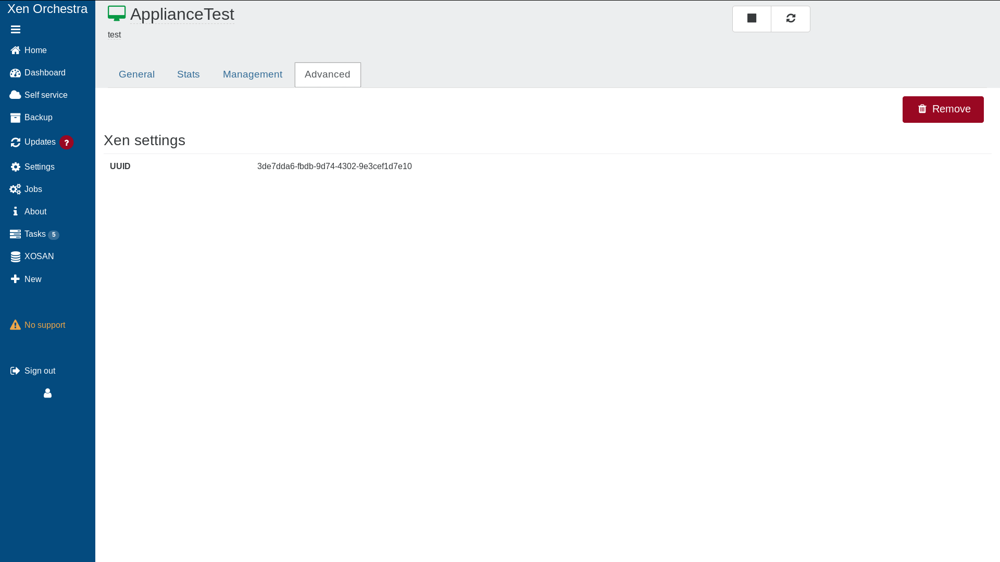 Xen Orchestra
Home
Dashboard
Self service
Backup
Updates ?
Settings
Jobs
About
Tasks 5
XOSAN
New
No support
Sign out
ApplianceTest
test
General Stats Management Advanced
Remove
Xen settings
UUID 3de7dda6-fbdb-9d74-4302-9e3cef1d7e10